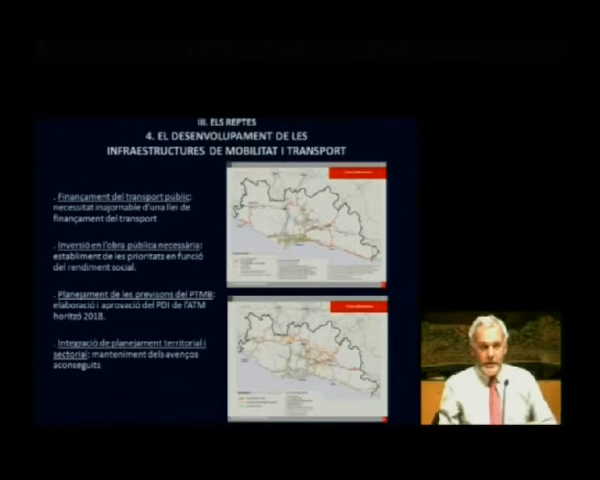 III. ELS REPTES
4. EL DESENVOLUPAMENT DE LES
INFRAESTRUCTURES DE MOBILITAT I TRANSPORT
. Finançament del transport públic:
necessitat inajornable d'una llei de
finançament del transport
. Inversió en l'obra pública necessària:
establiment de les prioritats en funció
del rendiment social.
. Planejament de les previsons del PTMB:
elaboració i aprovació del PDI de l'ATM
horitzó 2018.
. Integració de planejament territorial i
sectorial: manteniment dels avenços
aconseguits